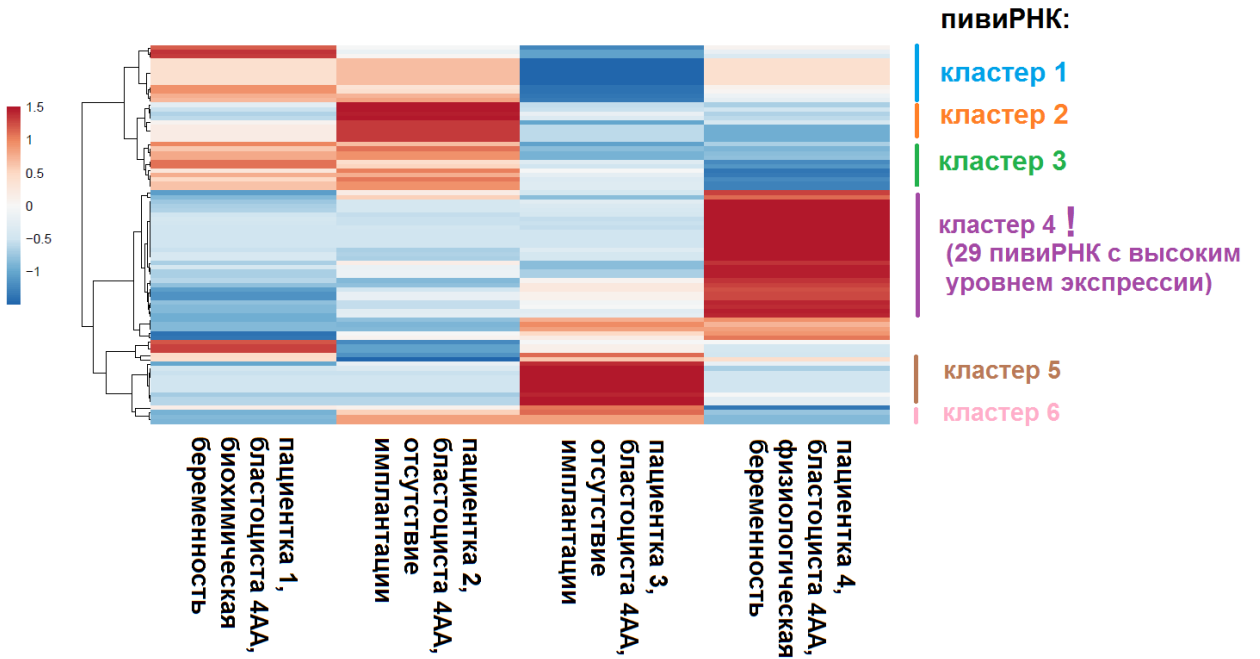 пивиРНК:
кластер 1
кластер 2
кластер 3
кластер 4 !
(29 пивиРНК с высоким
уровнем экспрессии)
кластер 5
кластер 6
1.5
1
0.5
0
−0.5
−1
пациентка 1,
бластоциста 4АА,
биохимическая
беременность
пациентка 2,
бластоциста 4АА,
отсутствие
имплантации
пациентка 3,
бластоциста 4АА,
отсутствие
имплантации
пациентка 4,
бластоциста 4АА,
физиологическая
беременность